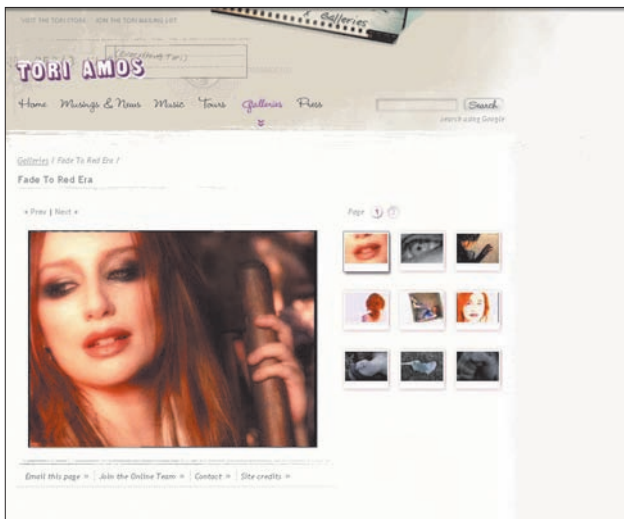 VISIT THE TORI STORE JOIN THE TORI MAILING LIST
Galleries
(Everything Tori)
TORI AMOS
Home Musings & News Music Tours Galleries Press
Search
search using Google
Galleries / Fade To Red Era /
Fade To Red Era
« Prev | Next »
Page 1 2
Email this page » Join the Online Team » Contact » Site credits »